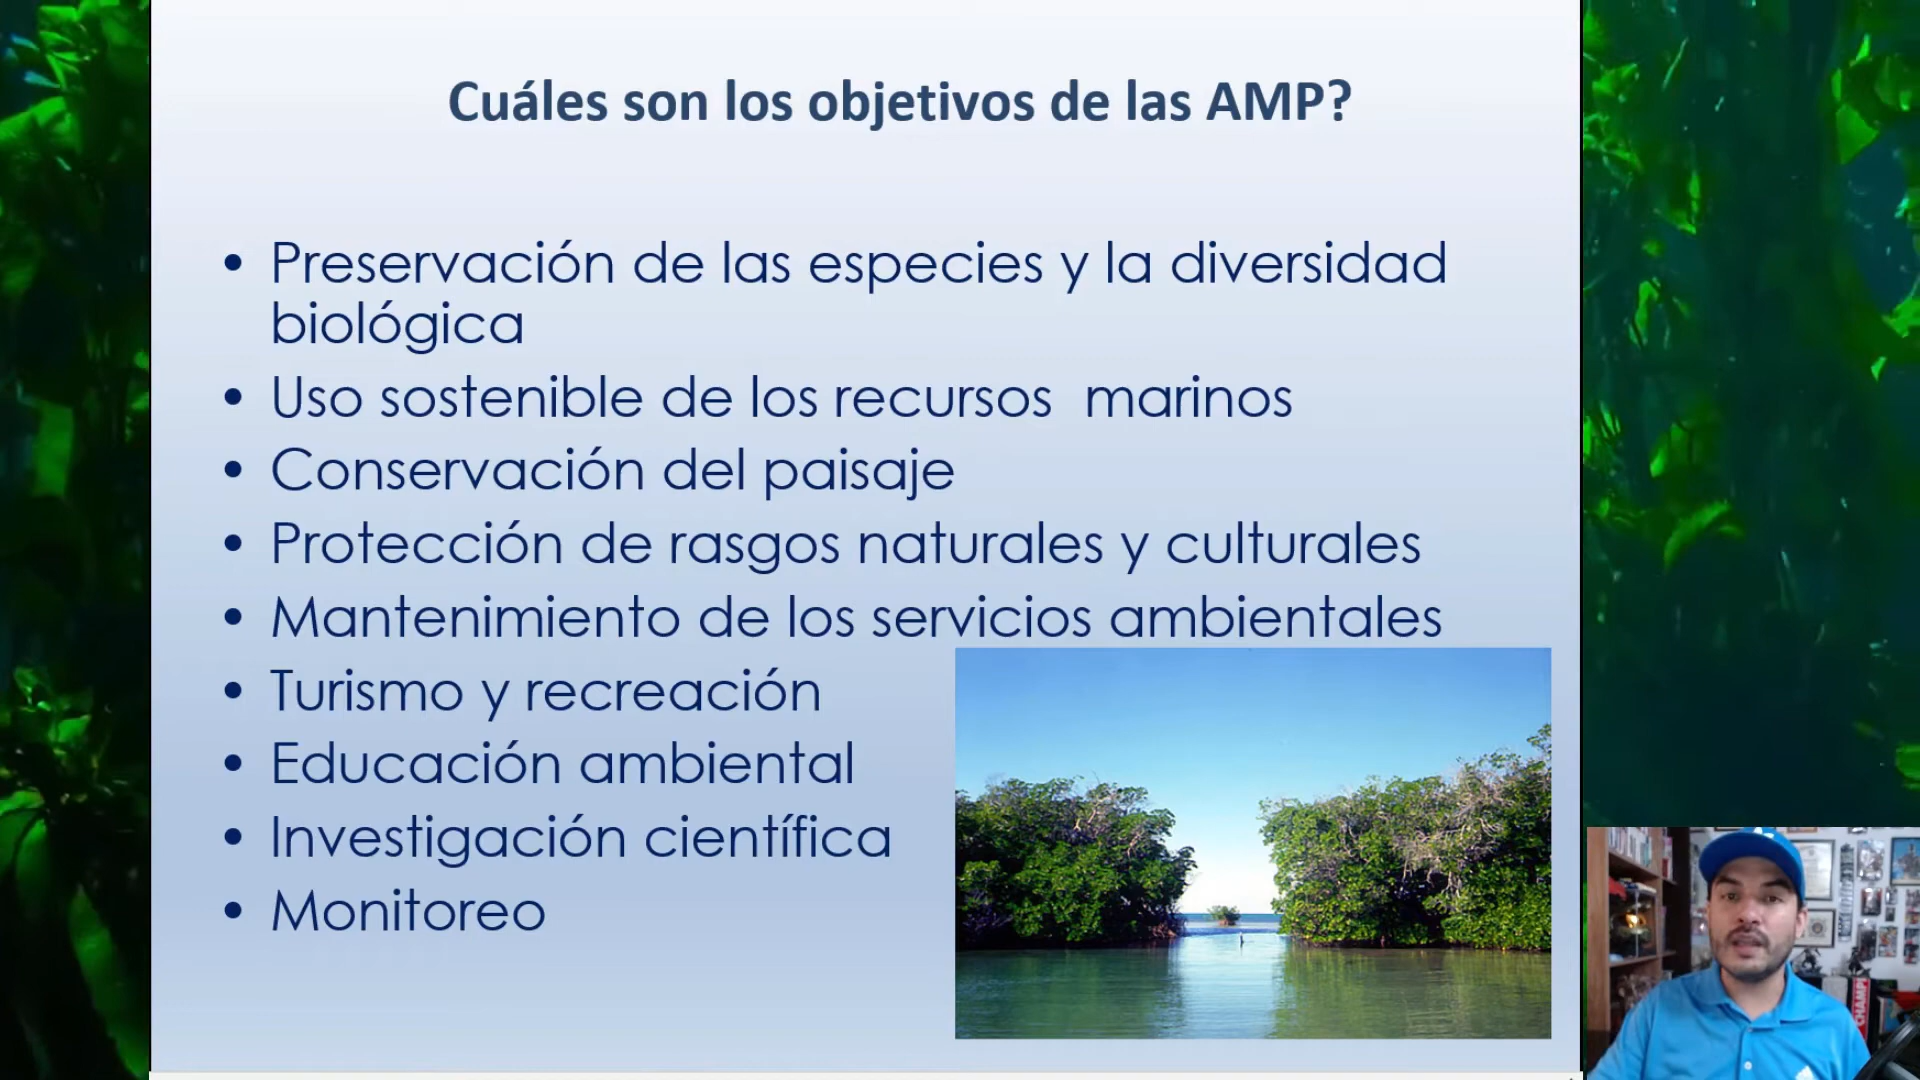 Cuáles son los objetivos de las AMP?
• Preservación de las especies y la diversidad
biológica
• Uso sostenible de los recursos  marinos
• Conservación del paisaje
• Protección de rasgos naturales y culturales
• Mantenimiento de los servicios ambientales
• Turismo y recreación
• Educación ambiental
• Investigación científica
• Monitoreo